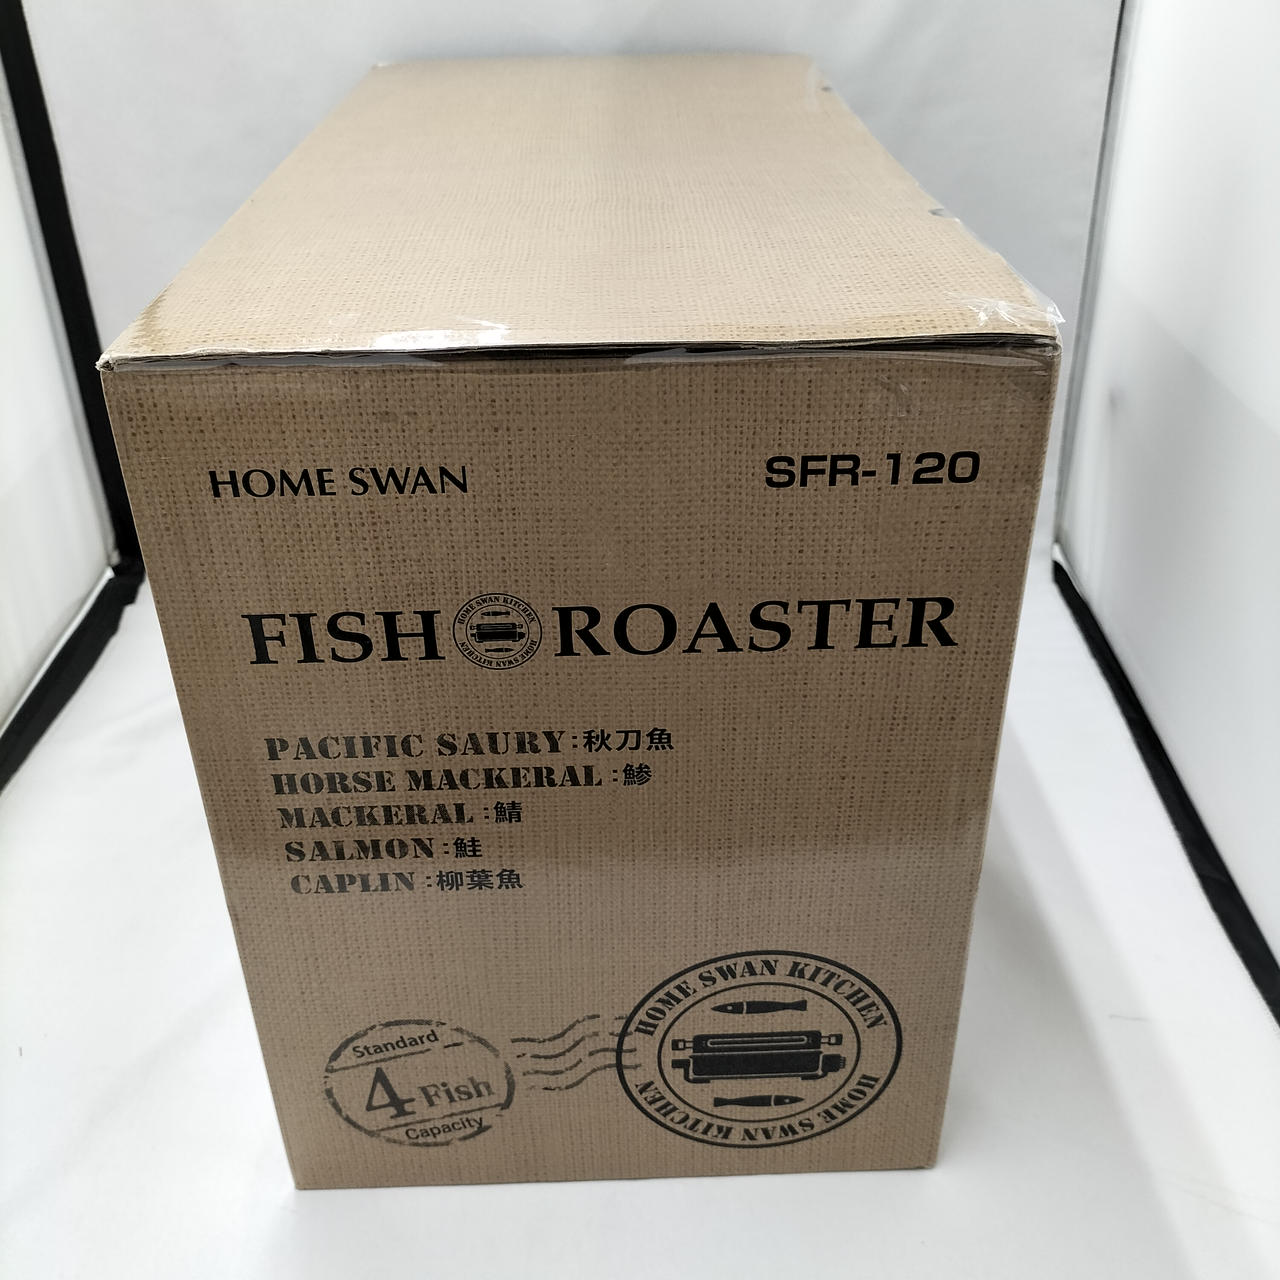 HOME SWAN
SFR-120
FISH ROASTER
HOME SWAN KITCHEN
HOME SWAN KITCHEN
PACIFIC SAURY:秋刀魚
HORSE MACKERAL:鯵
MACKERAL:鯖
SALMON:鮭
CAPLIN:柳葉魚
Standard
4 Fish
Capacity
HOME SWAN KITCHEN
HOME SWAN KITCHEN